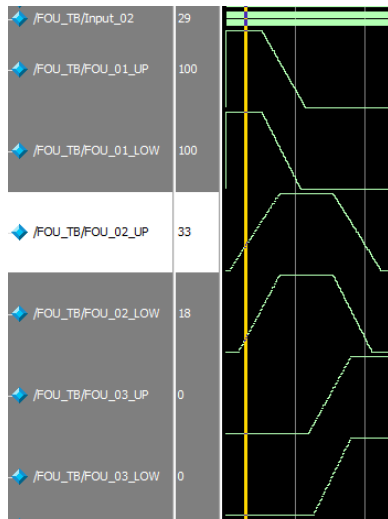 /FOU_TB/Input_02 29
/FOU_TB/FOU_01_UP 100
/FOU_TB/FOU_01_LOW 100
/FOU_TB/FOU_02_UP 33
/FOU_TB/FOU_02_LOW 18
/FOU_TB/FOU_03_UP 0
/FOU_TB/FOU_03_LOW 0